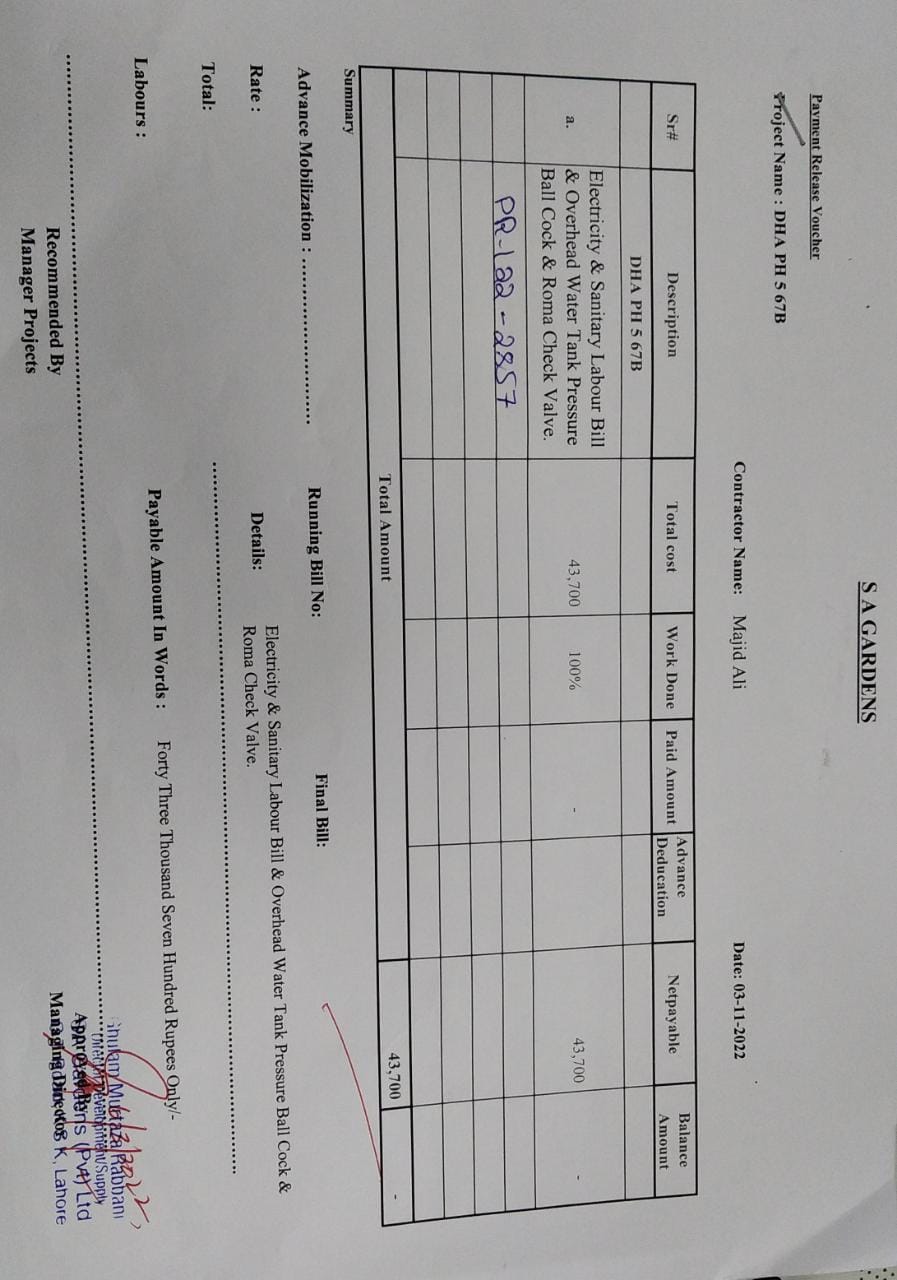 S A GARDENS
Payment Release Voucher
Project Name : DHA PH 5 67B
Contractor Name: Majid Ali
Date: 03-11-2022
Sr# Description Total cost Work Done Paid Amount Advance Deducation Netpayable Balance Amount
DHA PH 5 67B
a. Electricity & Sanitary Labour Bill & Overhead Water Tank Pressure Ball Cock & Roma Check Valve. 43,700 100% - 43,700 -
PR-122-2857
Total Amount 43,700 -
Summary
Advance Mobilization : .......................... Running Bill No: Final Bill:
Rate : Details: Electricity & Sanitary Labour Bill & Overhead Water Tank Pressure Ball Cock &
Roma Check Valve.
Total:
Labours : Payable Amount In Words : Forty Three Thousand Seven Hundred Rupees Only/-
Ghulam Murtaza Rabbani
Development/Supply
Recommended By Approved By
Gardens (Pvt) Ltd
Manager Projects Managing Director
K, Lahore